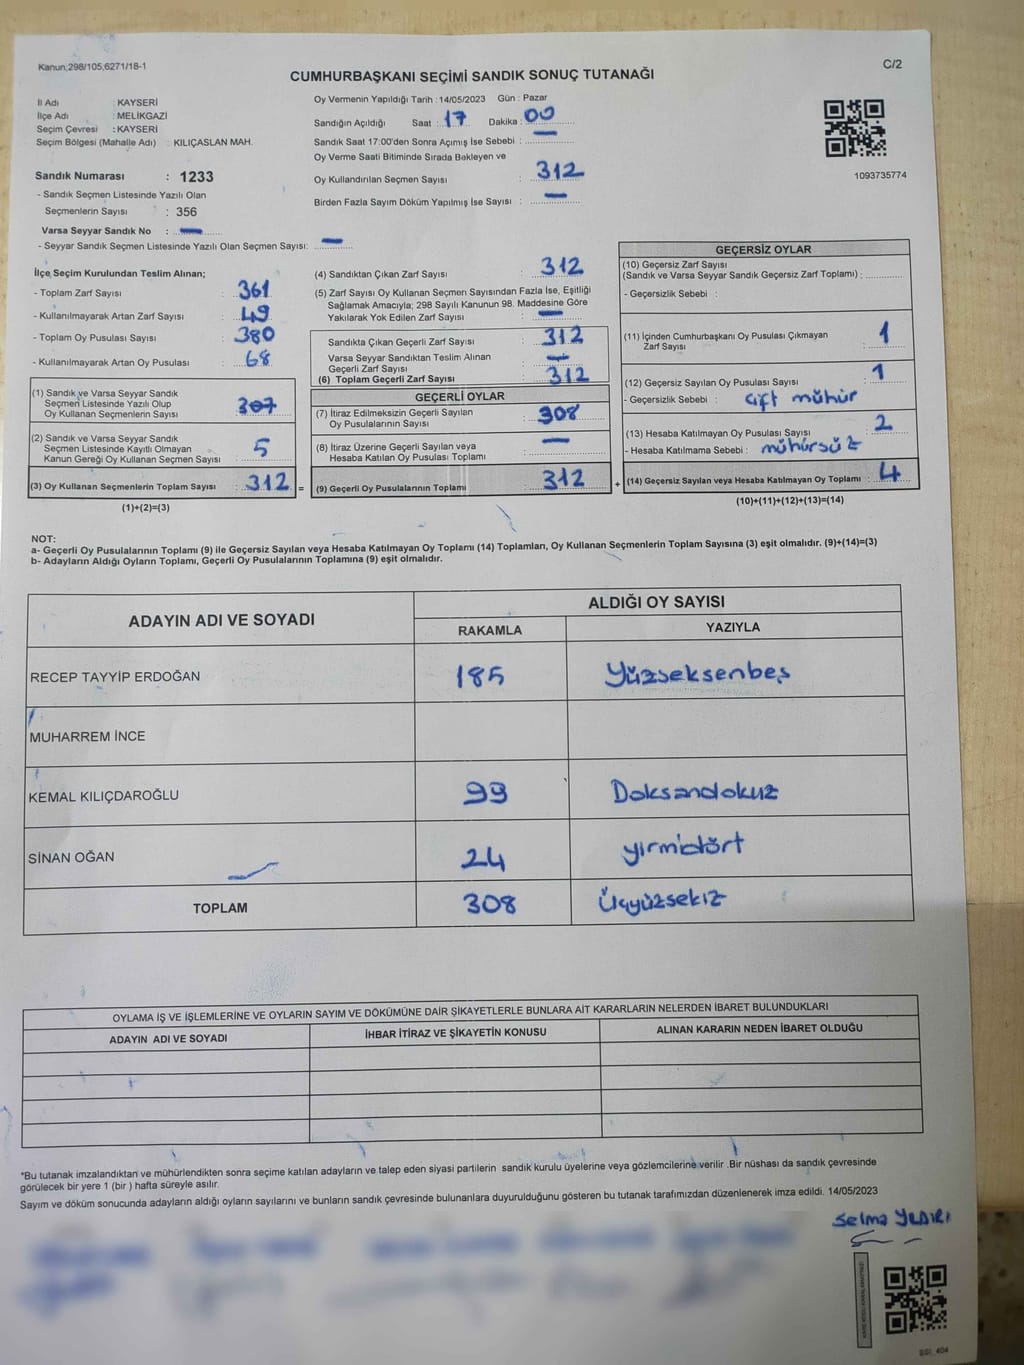 Kanun;298/105,6271/18-1
C/2
CUMHURBAŞKANI SEÇİMİ SANDIK SONUÇ TUTANAĞI
İl Adı : KAYSERİ
İlçe Adı : MELİKGAZİ
Seçim Çevresi : KAYSERİ
Seçim Bölgesi (Mahalle Adı) : KILIÇASLAN MAH.
Sandık Numarası : 1233
- Sandık Seçmen Listesinde Yazılı Olan
Seçmenlerin Sayısı : 356
Varsa Seyyar Sandık No : —
- Seyyar Sandık Seçmen Listesinde Yazılı Olan Seçmen Sayısı: —
Oy Vermenin Yapıldığı Tarih :14/05/2023 Gün : Pazar
Sandığın Açıldığı Saat : 17 Dakika : 00
Sandık Saat 17:00'den Sonra Açımış İse Sebebi : —
Oy Verme Saati Bitiminde Sırada Bekleyen ve
Oy Kullandırılan Seçmen Sayısı : 312
Birden Fazla Sayım Döküm Yapılmış İse Sayısı : —
1093735774
İlçe Seçim Kurulundan Teslim Alınan;
- Toplam Zarf Sayısı : 361
- Kullanılmayarak Artan Zarf Sayısı : 49
- Toplam Oy Pusulası Sayısı : 380
- Kullanılmayarak Artan Oy Pusulası : 68
(1) Sandık ve Varsa Seyyar Sandık
Seçmen Listesinde Yazılı Olup
Oy Kullanan Seçmenlerin Sayısı : 307
(2) Sandık ve Varsa Seyyar Sandık
Seçmen Listesinde Kayıtlı Olmayan
Kanun Gereği Oy Kullanan Seçmen Sayısı : 5
(3) Oy Kullanan Seçmenlerin Toplam Sayısı : 312 =
(1)+(2)=(3)
(4) Sandıktan Çıkan Zarf Sayısı : 312
(5) Zarf Sayısı Oy Kullanan Seçmen Sayısından Fazla İse, Eşitliği
Sağlamak Amacıyla; 298 Sayılı Kanunun 98. Maddesine Göre
Yakılarak Yok Edilen Zarf Sayısı : —
Sandıkta Çıkan Geçerli Zarf Sayısı : 312
Varsa Seyyar Sandıktan Teslim Alınan
Geçerli Zarf Sayısı : —
(6) Toplam Geçerli Zarf Sayısı : 312
GEÇERLİ OYLAR
(7) İtiraz Edilmeksizin Geçerli Sayılan
Oy Pusulalarının Sayısı : 308
(8) İtiraz Üzerine Geçerli Sayılan veya
Hesaba Katılan Oy Pusulası Toplamı : —
(9) Geçerli Oy Pusulalarının Toplamı : 312 +
GEÇERSİZ OYLAR
(10) Geçersiz Zarf Sayısı
(Sandık ve Varsa Seyyar Sandık Geçersiz Zarf Toplamı) :
- Geçersizlik Sebebi :
(11) İçinden Cumhurbaşkanı Oy Pusulası Çıkmayan
Zarf Sayısı : 1
(12) Geçersiz Sayılan Oy Pusulası Sayısı : 1
- Geçersizlik Sebebi : çift mühür
(13) Hesaba Katılmayan Oy Pusulası Sayısı : 2
- Hesaba Katılmama Sebebi : mühürsüz
(14) Geçersiz Sayılan veya Hesaba Katılmayan Oy Toplamı : 4
(10)+(11)+(12)+(13)=(14)
NOT:
a- Geçerli Oy Pusulalarının Toplamı (9) ile Geçersiz Sayılan veya Hesaba Katılmayan Oy Toplamı (14) Toplamları, Oy Kullanan Seçmenlerin Toplam Sayısına (3) eşit olmalıdır. (9)+(14)=(3)
b- Adayların Aldığı Oyların Toplamı, Geçerli Oy Pusulalarının Toplamına (9) eşit olmalıdır.
ADAYIN ADI VE SOYADI
ALDIĞI OY SAYISI
RAKAMLA YAZIYLA
RECEP TAYYİP ERDOĞAN 185 Yüzseksenbeş
MUHARREM İNCE
KEMAL KILIÇDAROĞLU 99 Doksandokuz
SİNAN OĞAN 24 yirmidört
TOPLAM 308 Üçyüzsekiz
OYLAMA İŞ VE İŞLEMLERİNE VE OYLARIN SAYIM VE DÖKÜMÜNE DAİR ŞİKAYETLERLE BUNLARA AİT KARARLARIN NELERDEN İBARET BULUNDUKLARI
ADAYIN ADI VE SOYADI İHBAR İTİRAZ VE ŞİKAYETİN KONUSU ALINAN KARARIN NEDEN İBARET OLDUĞU
*Bu tutanak imzalandıktan ve mühürlendikten sonra seçime katılan adayların ve talep eden siyasi partilerin sandık kurulu üyelerine veya gözlemcilerine verilir .Bir nüshası da sandık çevresinde
görülecek bir yere 1 (bir ) hafta süreyle asılır.
Sayım ve döküm sonucunda adayların aldığı oyların sayılarını ve bunların sandık çevresinde bulunanlara duyurulduğunu gösteren bu tutanak tarafımızdan düzenlenerek imza edildi. 14/05/2023
Selma